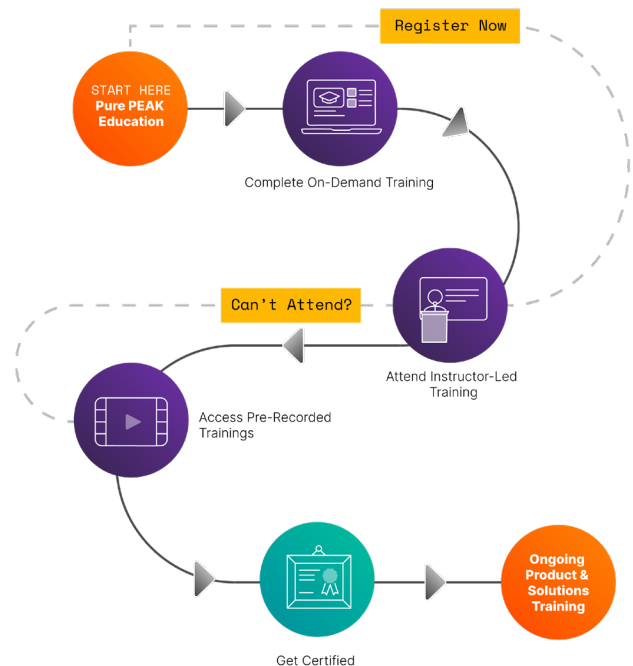 Register Now
START HERE
Pure PEAK
Education
Complete On-Demand Training
Can't Attend?
Attend Instructor-Led
Training
Access Pre-Recorded
Trainings
Ongoing
Product &
Solutions
Training
Get Certified